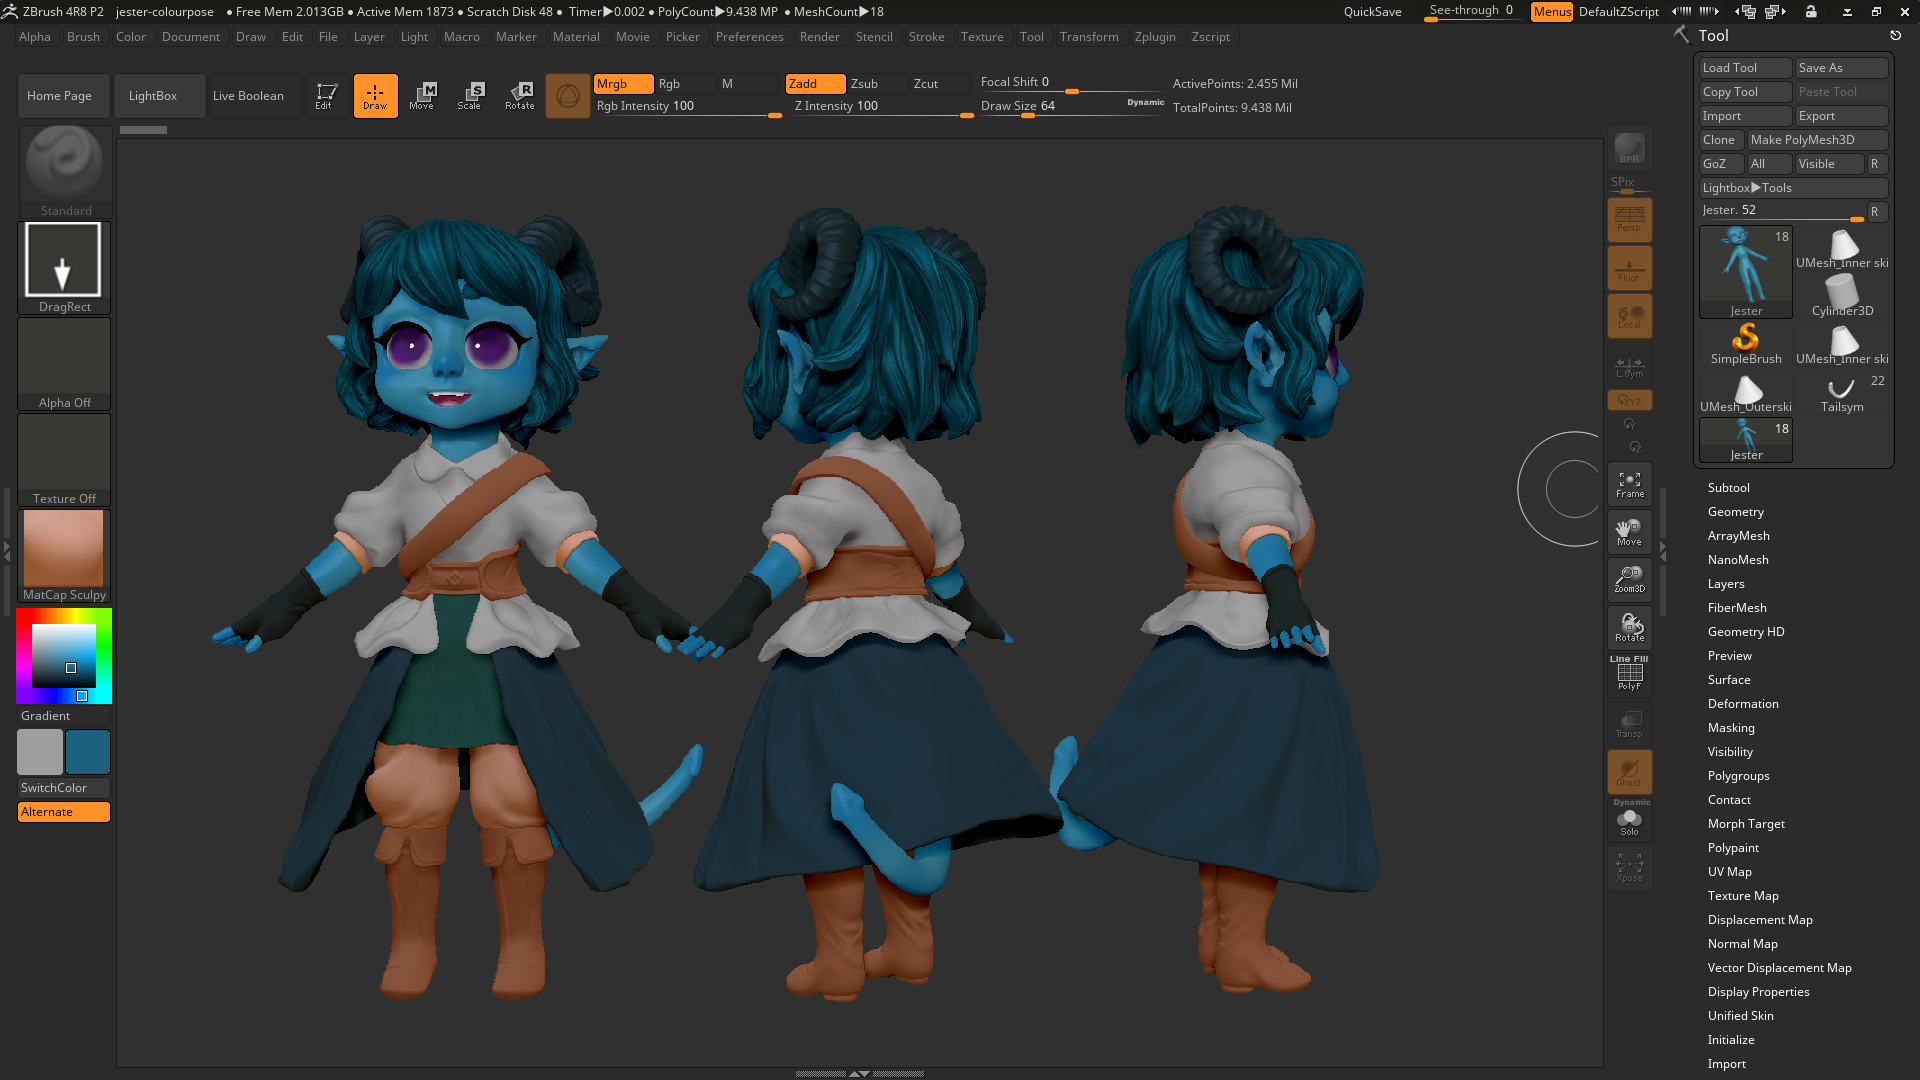 ZBrush 4R8 P2 jester-colourpose ● Free Mem 2.013GB ● Active Mem 1873 ● Scratch Disk 48 ● Timer▶0.002 ● PolyCount▶9.438 MP ● MeshCount▶18 QuickSave See-through 0 Menus DefaultZScript
Alpha Brush Color Document Draw Edit File Layer Light Macro Marker Material Movie Picker Preferences Render Stencil Stroke Texture Tool Transform Zplugin Zscript
Tool
Home Page LightBox Live Boolean Edit Draw Move Scale Rotate
Mrgb Rgb M Zadd Zsub Zcut Focal Shift 0 ActivePoints: 2.455 Mil
Rgb Intensity 100 Z Intensity 100 Draw Size 64 Dynamic TotalPoints: 9.438 Mil
Standard
DragRect
Alpha Off
Texture Off
MatCap Sculpy
Gradient
SwitchColor
Alternate
BPR
SPix
Persp
Floor
Local
L.Sym
XYZ
Y
Z
Frame
Move
Zoom3D
Rotate
Line Fill
PolyF
Transp
Ghost
Dynamic
Solo
Xpose
Load Tool Save As
Copy Tool Paste Tool
Import Export
Clone Make PolyMesh3D
GoZ All Visible R
Lightbox▶Tools
Jester. 52 R
18
UMesh_Inner ski
Jester Cylinder3D
SimpleBrush UMesh_Inner ski
22
UMesh_Outerski Tailsym
18
Jester
Subtool
Geometry
ArrayMesh
NanoMesh
Layers
FiberMesh
Geometry HD
Preview
Surface
Deformation
Masking
Visibility
Polygroups
Contact
Morph Target
Polypaint
UV Map
Texture Map
Displacement Map
Normal Map
Vector Displacement Map
Display Properties
Unified Skin
Initialize
Import